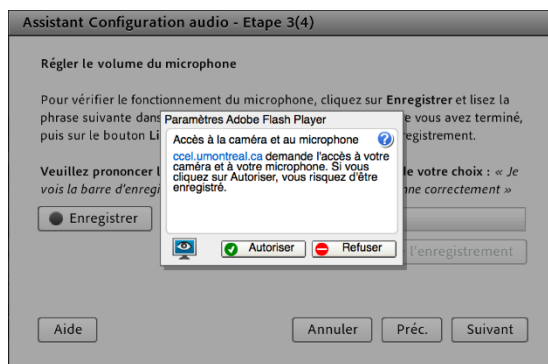 Assistant Configuration audio - Etape 3(4)
Régler le volume du microphone
Pour vérifier le fonctionnement du microphone, cliquez sur Enregistrer et lisez la
phrase suivante dans
e vous avez terminé,
puis sur le bouton Li
egistrement.
Veuillez prononcer l
de votre choix : « Je
vois la barre d'enregi
nne correctement »
Enregistrer
l'enregistrement
Paramètres Adobe Flash Player
Accès à la caméra et au microphone
?
ccel.umontreal.ca demande l'accès à votre
caméra et à votre microphone. Si vous
cliquez sur Autoriser, vous risquez d'être
enregistré.
Autoriser
Refuser
Aide
Annuler
Préc.
Suivant